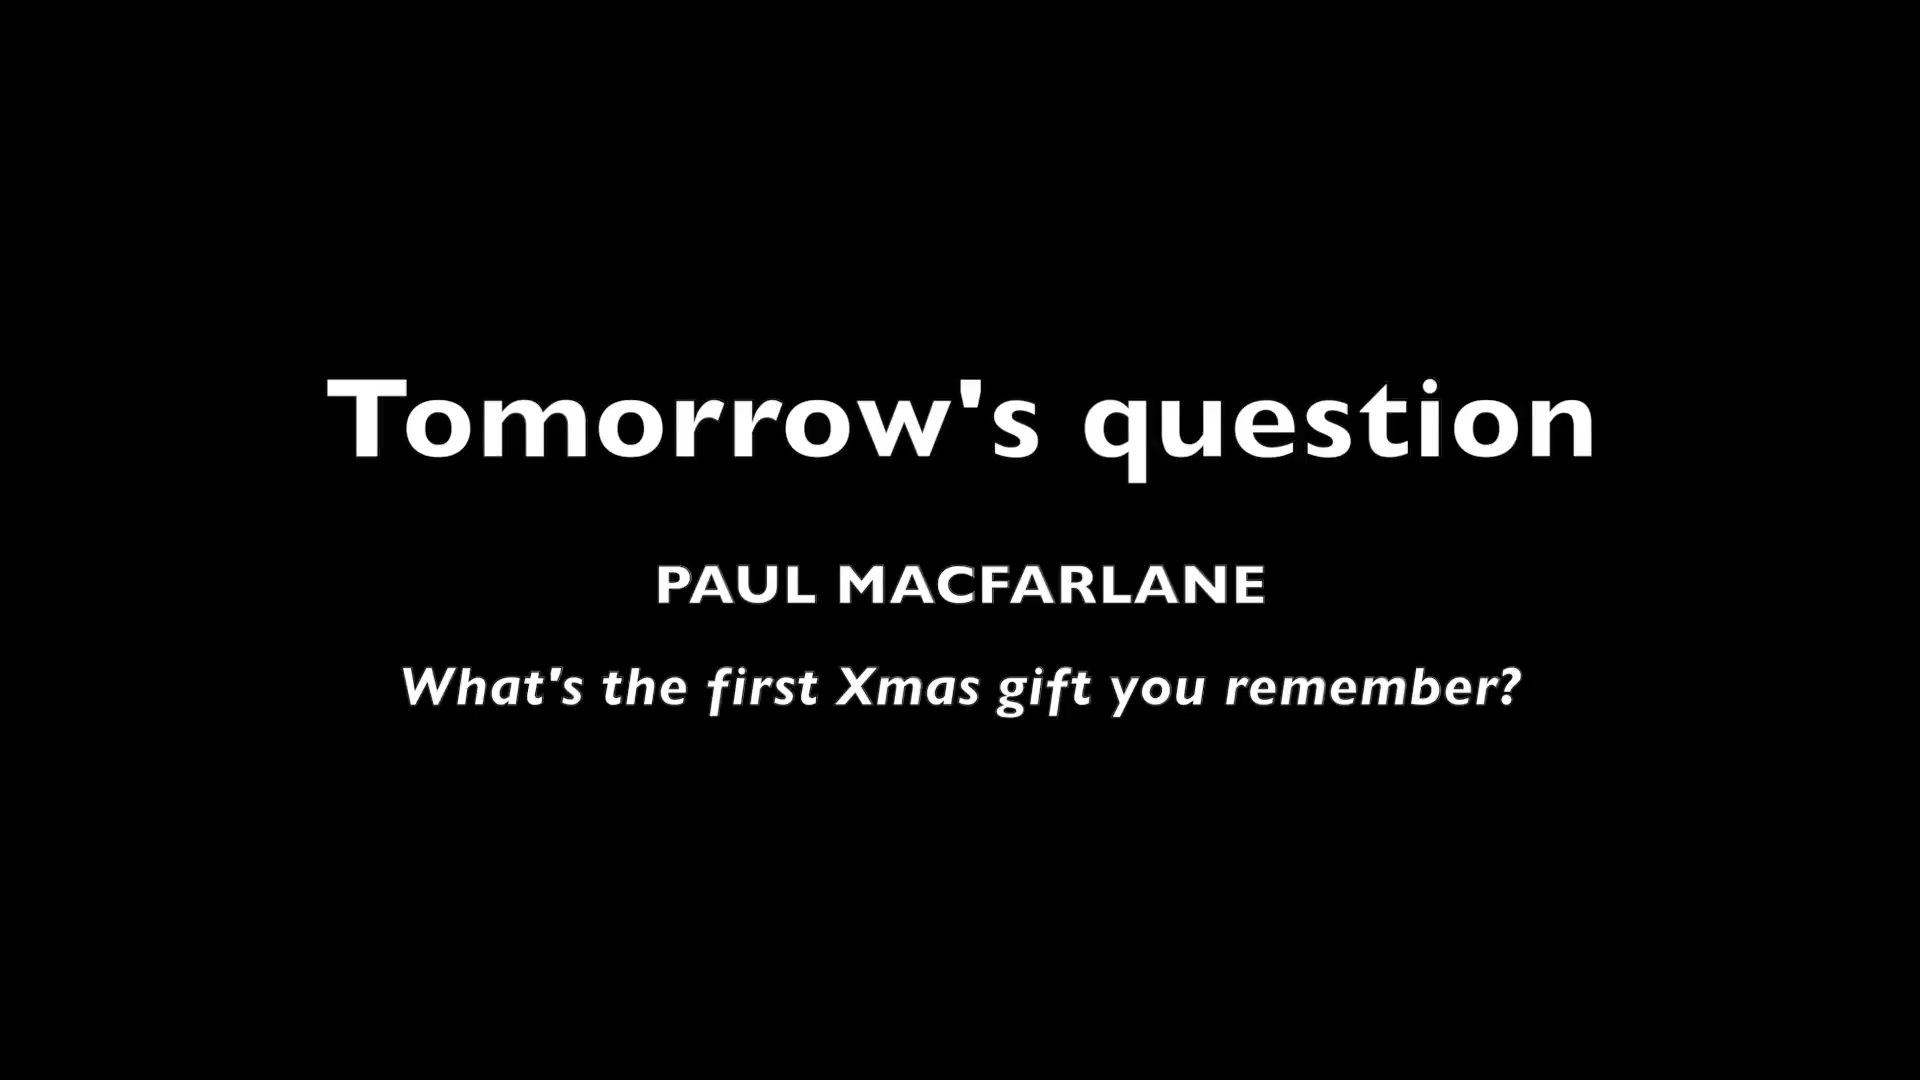 Tomorrow's question
PAUL MACFARLANE
What's the first Xmas gift you remember?